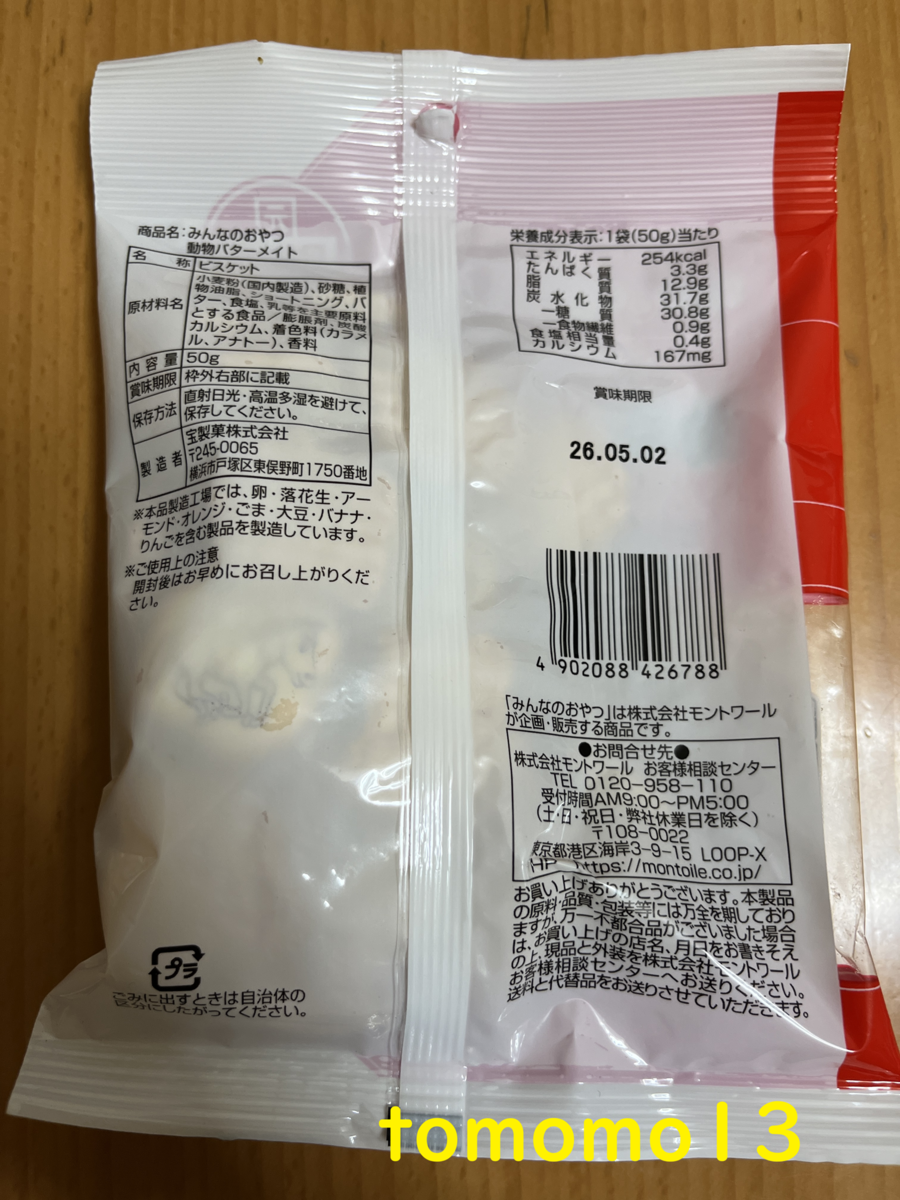 商品名:みんなのおやつ
動物バターメイト
名 称 ビスケット
原材料名 小麦粉(国内製造)、砂糖、植
物油脂、ショートニング、バ
ター、食塩、乳等を主要原料
とする食品/膨脹剤、炭酸
カルシウム、着色料(カラメ
ル、アナトー)、香料
内容量 50g
賞味期限 枠外右部に記載
保存方法 直射日光・高温多湿を避けて、
保存してください。
製造者 宝製菓株式会社
〒245-0065
横浜市戸塚区東俣野町1750番地
※本品製造工場では、卵・落花生・アー
モンド・オレンジ・ごま・大豆・バナナ・
りんごを含む製品を製造しています。
※ご使用上の注意
開封後はお早めにお召し上がりくだ
さい。
プラ
ごみに出すときは自治体の
区分にしたがってください。
栄養成分表示:1袋(50g)当たり
エネルギー 254kcal
たんぱく質 3.3g
脂質 12.9g
炭水化物 31.7g
ー糖質 30.8g
ー食物繊維 0.9g
食塩相当量 0.4g
カルシウム 167mg
賞味期限
26.05.02
4 902088 426788
「みんなのおやつ」は株式会社モントワール
が企画・販売する商品です。
●お問合せ先●
株式会社モントワール お客様相談センター
TEL 0120-958-110
受付時間AM9:00〜PM5:00
(土・日・祝日・弊社休業日を除く)
〒108-0022
東京都港区海岸3-9-15 LOOP-X
HP https://montoile.co.jp/
お買い上げありがとうございます。本製品
の原料・品質・包装等には万全を期しており
ますが、万一不都合品がございました場合
は、お買い上げの店名、月日をお書きそえ
の上、現品と外装を株式会社モントワール
お客様相談センターへお送りください。
送料と代替品をお送りさせていただきます。
tomomo13